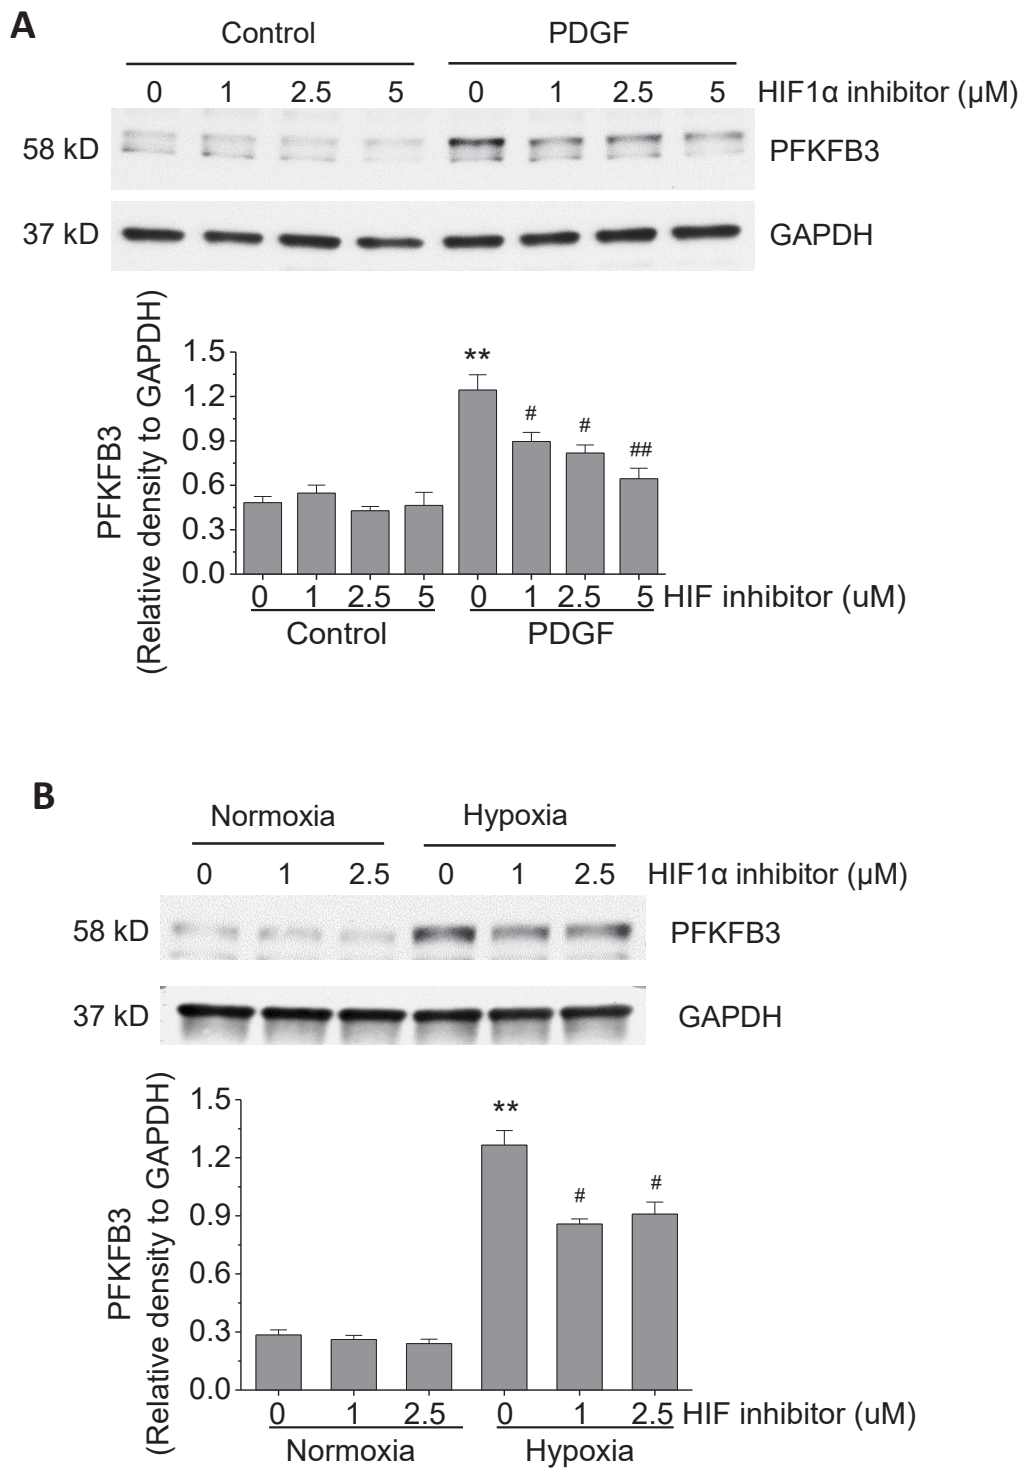 A
Control PDGF
0 1 2.5 5 0 1 2.5 5 HIF1α inhibitor (μM)
58 kD PFKFB3
37 kD GAPDH
PFKFB3
(Relative density to GAPDH)
1.5
1.2
0.9
0.6
0.3
0.0
**
#
#
##
0 1 2.5 5 0 1 2.5 5 HIF inhibitor (uM)
Control PDGF
B
Normoxia Hypoxia
0 1 2.5 0 1 2.5 HIF1α inhibitor (μM)
58 kD PFKFB3
37 kD GAPDH
PFKFB3
(Relative density to GAPDH)
1.5
1.2
0.9
0.6
0.3
0.0
**
#
#
0 1 2.5 0 1 2.5 HIF inhibitor (uM)
Normoxia Hypoxia